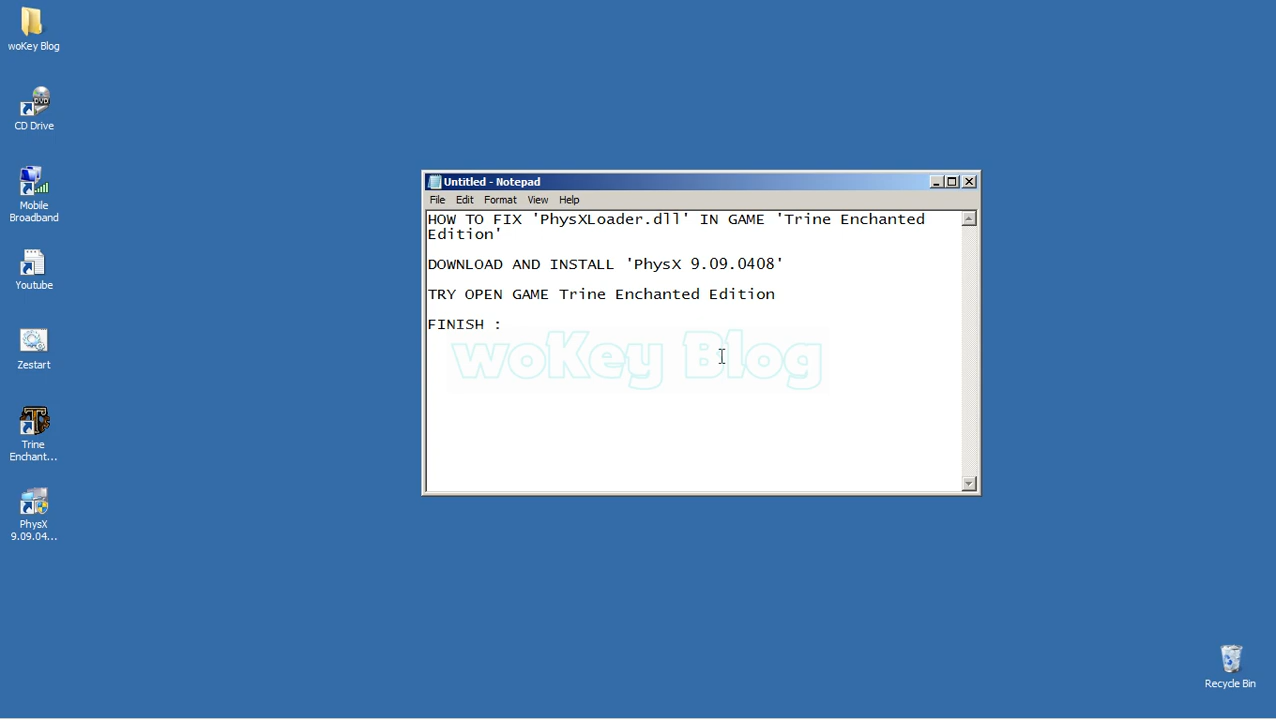 woKey Blog
CD Drive
Mobile
Broadband
Youtube
Zestart
Trine
Enchant...
PhysX
9.09.04...
Untitled - Notepad
File Edit Format View Help
HOW TO FIX 'PhysXLoader.dll' IN GAME 'Trine Enchanted
Edition'
DOWNLOAD AND INSTALL 'PhysX 9.09.0408'
TRY OPEN GAME Trine Enchanted Edition
FINISH :
woKey Blog
Recycle Bin